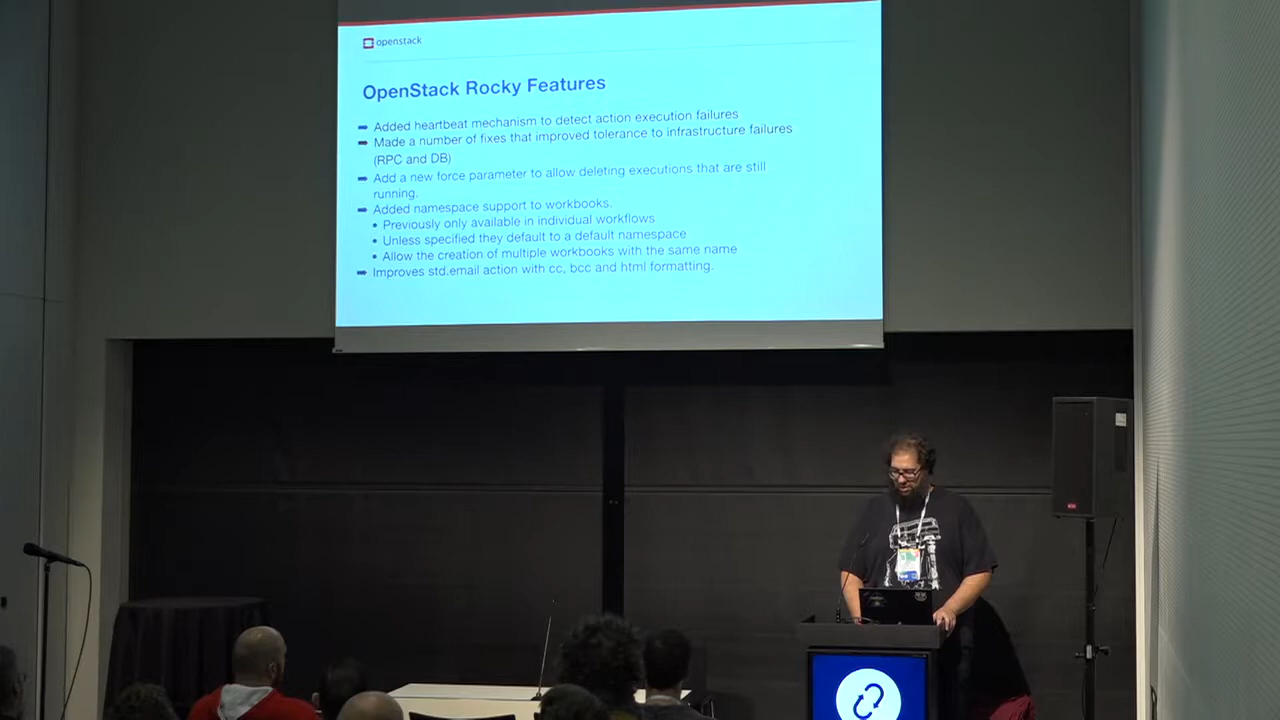 openstack
OpenStack Rocky Features
Added heartbeat mechanism to detect action execution failures
Made a number of fixes that improved tolerance to infrastructure failures
(RPC and DB)
Add a new force parameter to allow deleting executions that are still
running.
Added namespace support to workbooks.
Previously only available in individual workflows
Unless specified they default to a default namespace
Allow the creation of multiple workbooks with the same name
Improves std.email action with cc, bcc and html formatting.